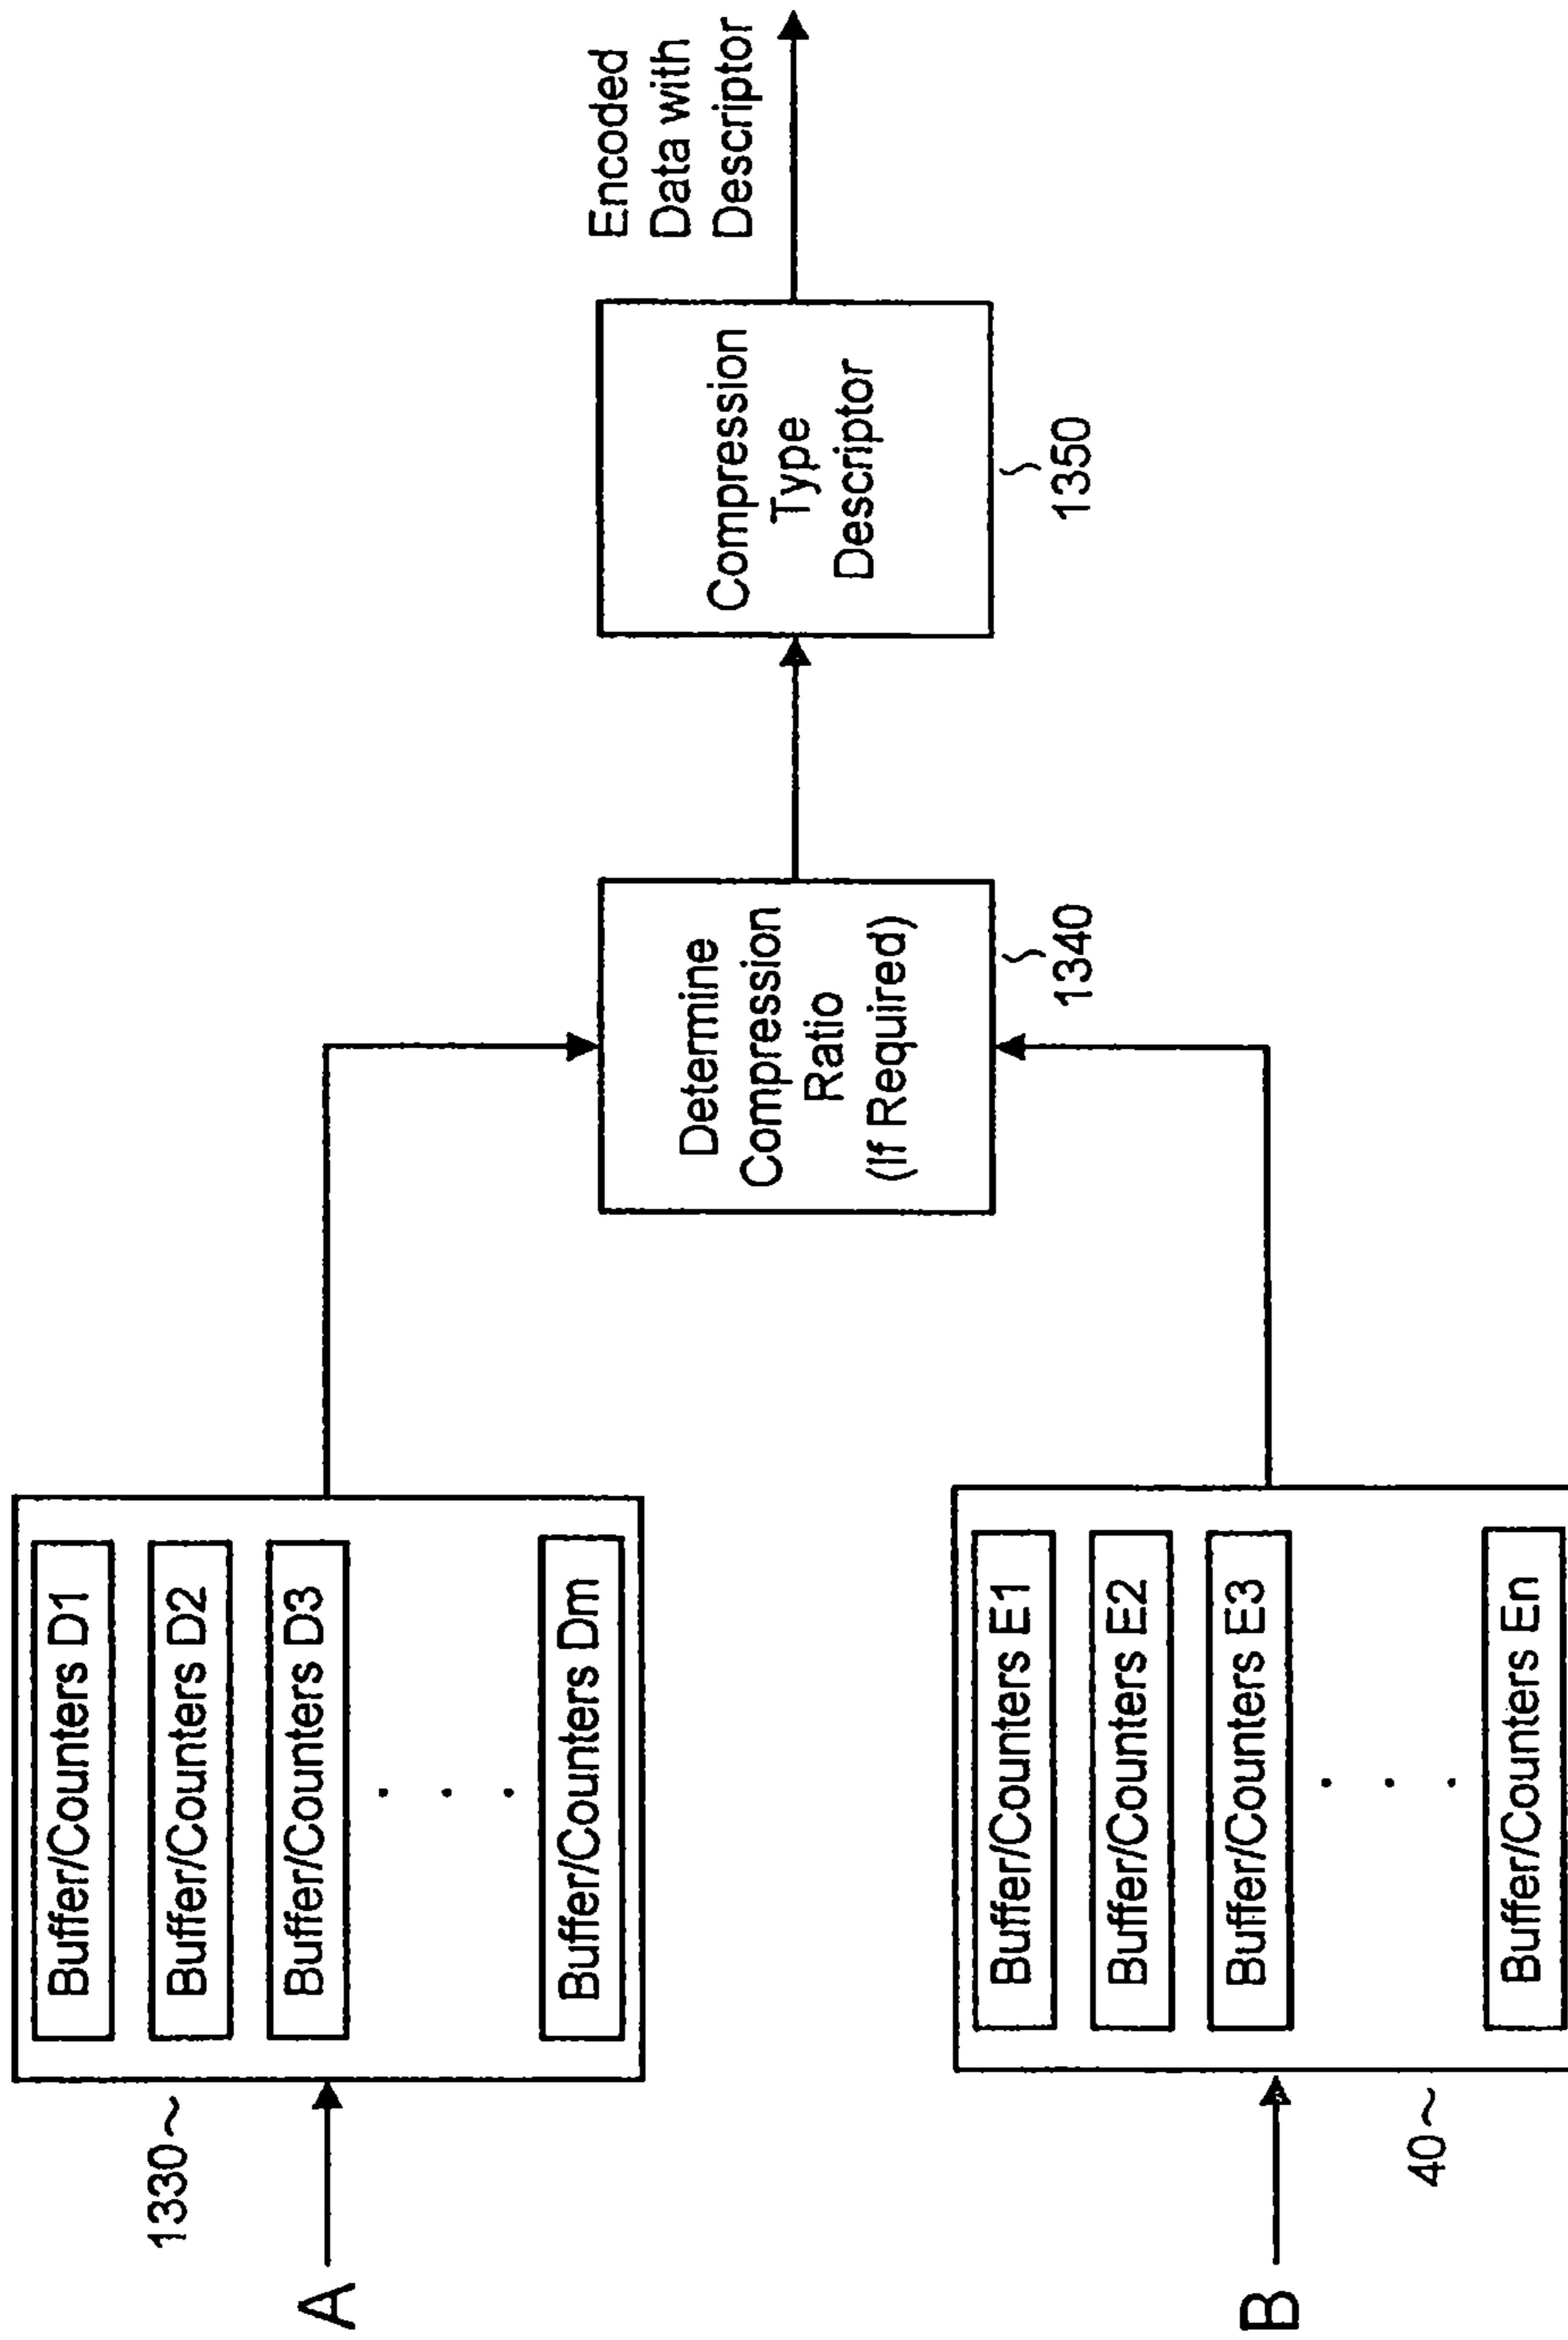 1330
A
Buffer/Counters D1
Buffer/Counters D2
Buffer/Counters D3
.
.
.
Buffer/Counters Dm
Determine
Compression
Ratio
(If Required)
1340
Compression
Type
Descriptor
1350
Encoded
Data with
Descriptor
B
40
Buffer/Counters E1
Buffer/Counters E2
Buffer/Counters E3
.
.
.
Buffer/Counters En